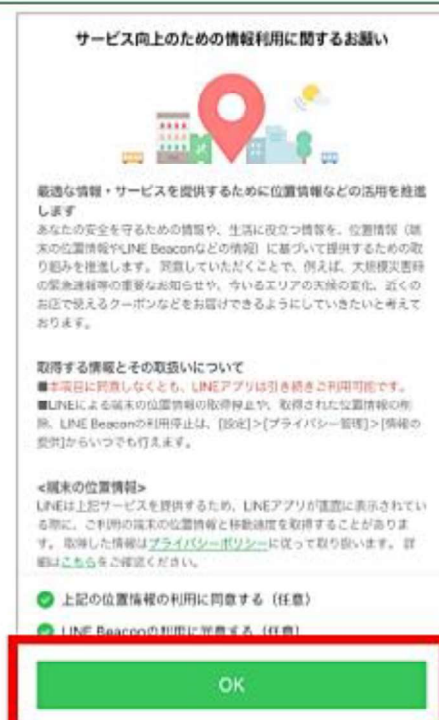 サービス向上のための情報利用に関するお願い
最適な情報・サービスを提供するために位置情報などの活用を推進
します
あなたの安全を守るための情報や、生活に役立つ情報を、位置情報（端
末の位置情報やLINE Beaconなどの情報）に基づいて提供するための取
り組みを推進します。同意していただくことで、例えば、大規模災害時
の緊急速報等の重要なお知らせや、今いるエリアの天候の変化、近くの
お店で使えるクーポンなどをお届けできるようにしていきたいと考えて
おります。
取得する情報とその取扱いについて
■本項目に同意しなくとも、LINEアプリは引き続きご利用可能です。
■LINEによる端末の位置情報の取得停止や、取得された位置情報の削
除、LINE Beaconの利用停止は、[設定]>[プライバシー管理]>[情報の
提供]からいつでも行えます。
<端末の位置情報>
LINEは上記サービスを提供するため、LINEアプリが画面に表示されてい
る際に、ご利用の端末の位置情報と移動速度を取得することがありま
す。取得した情報はプライバシーポリシーに従って取り扱います。詳
細はこちらをご確認ください。
上記の位置情報の利用に同意する（任意）
LINE Beaconの利用に同意する（任意）
OK